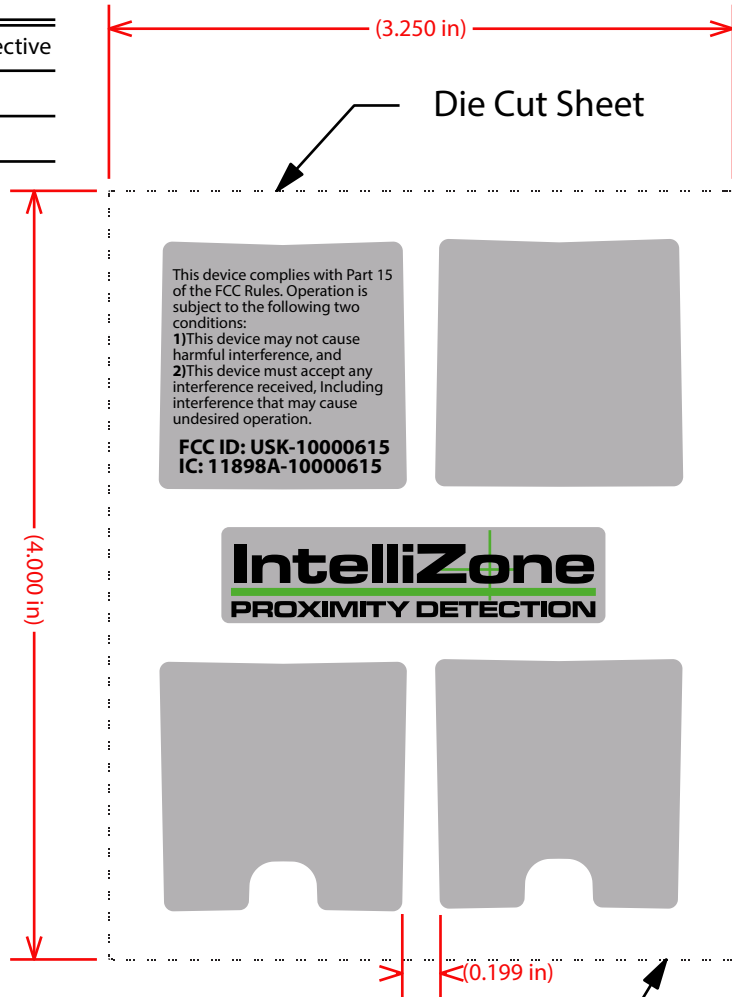 (3.250 in)
Die Cut Sheet
This device complies with Part 15
of the FCC Rules. Operation is
subject to the following two
conditions:
1)This device may not cause
harmful interference, and
2)This device must accept any
interference received, Including
interference that may cause
undesired operation.
FCC ID: USK-10000615
IC: 11898A-10000615
(4.000 in)
IntelliZone
PROXIMITY DETECTION
(0.199 in)